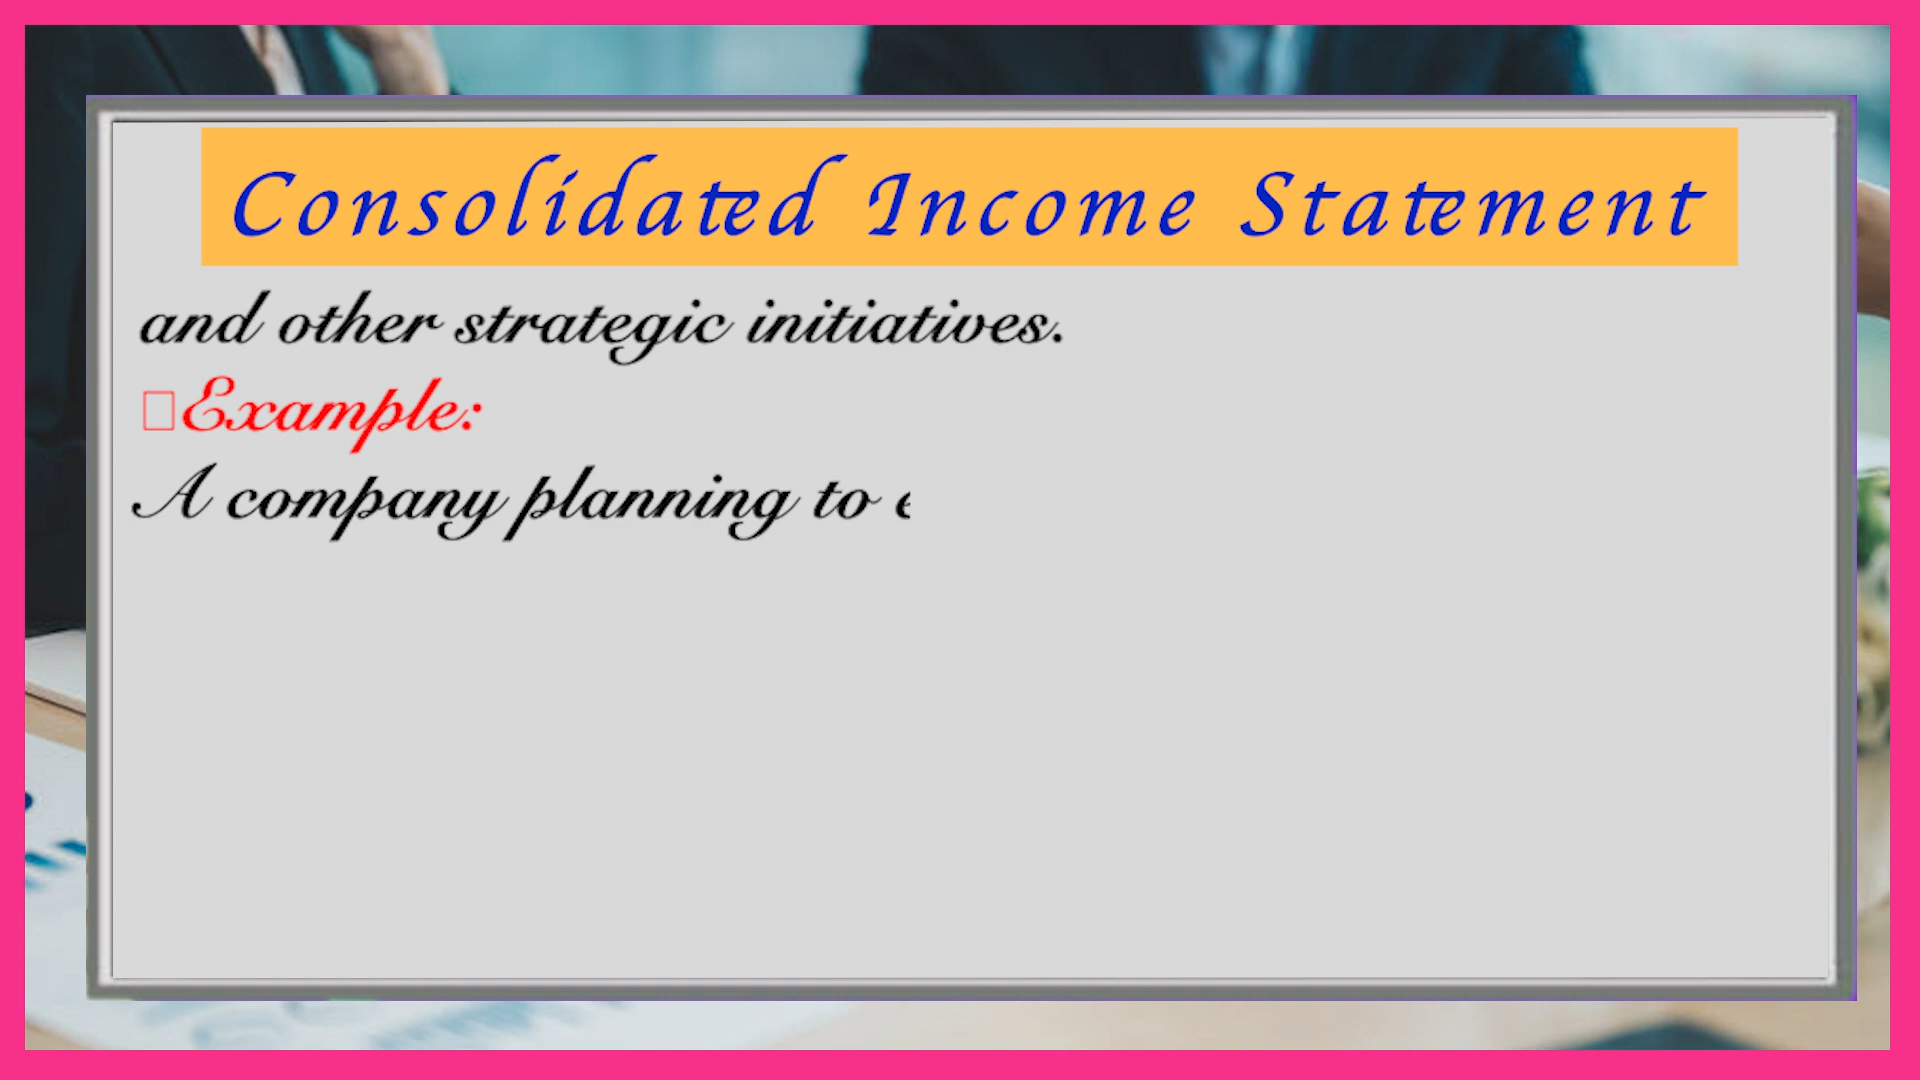 Consolidated Income Statement
and other strategic initiatives.
Example:
A company planning to